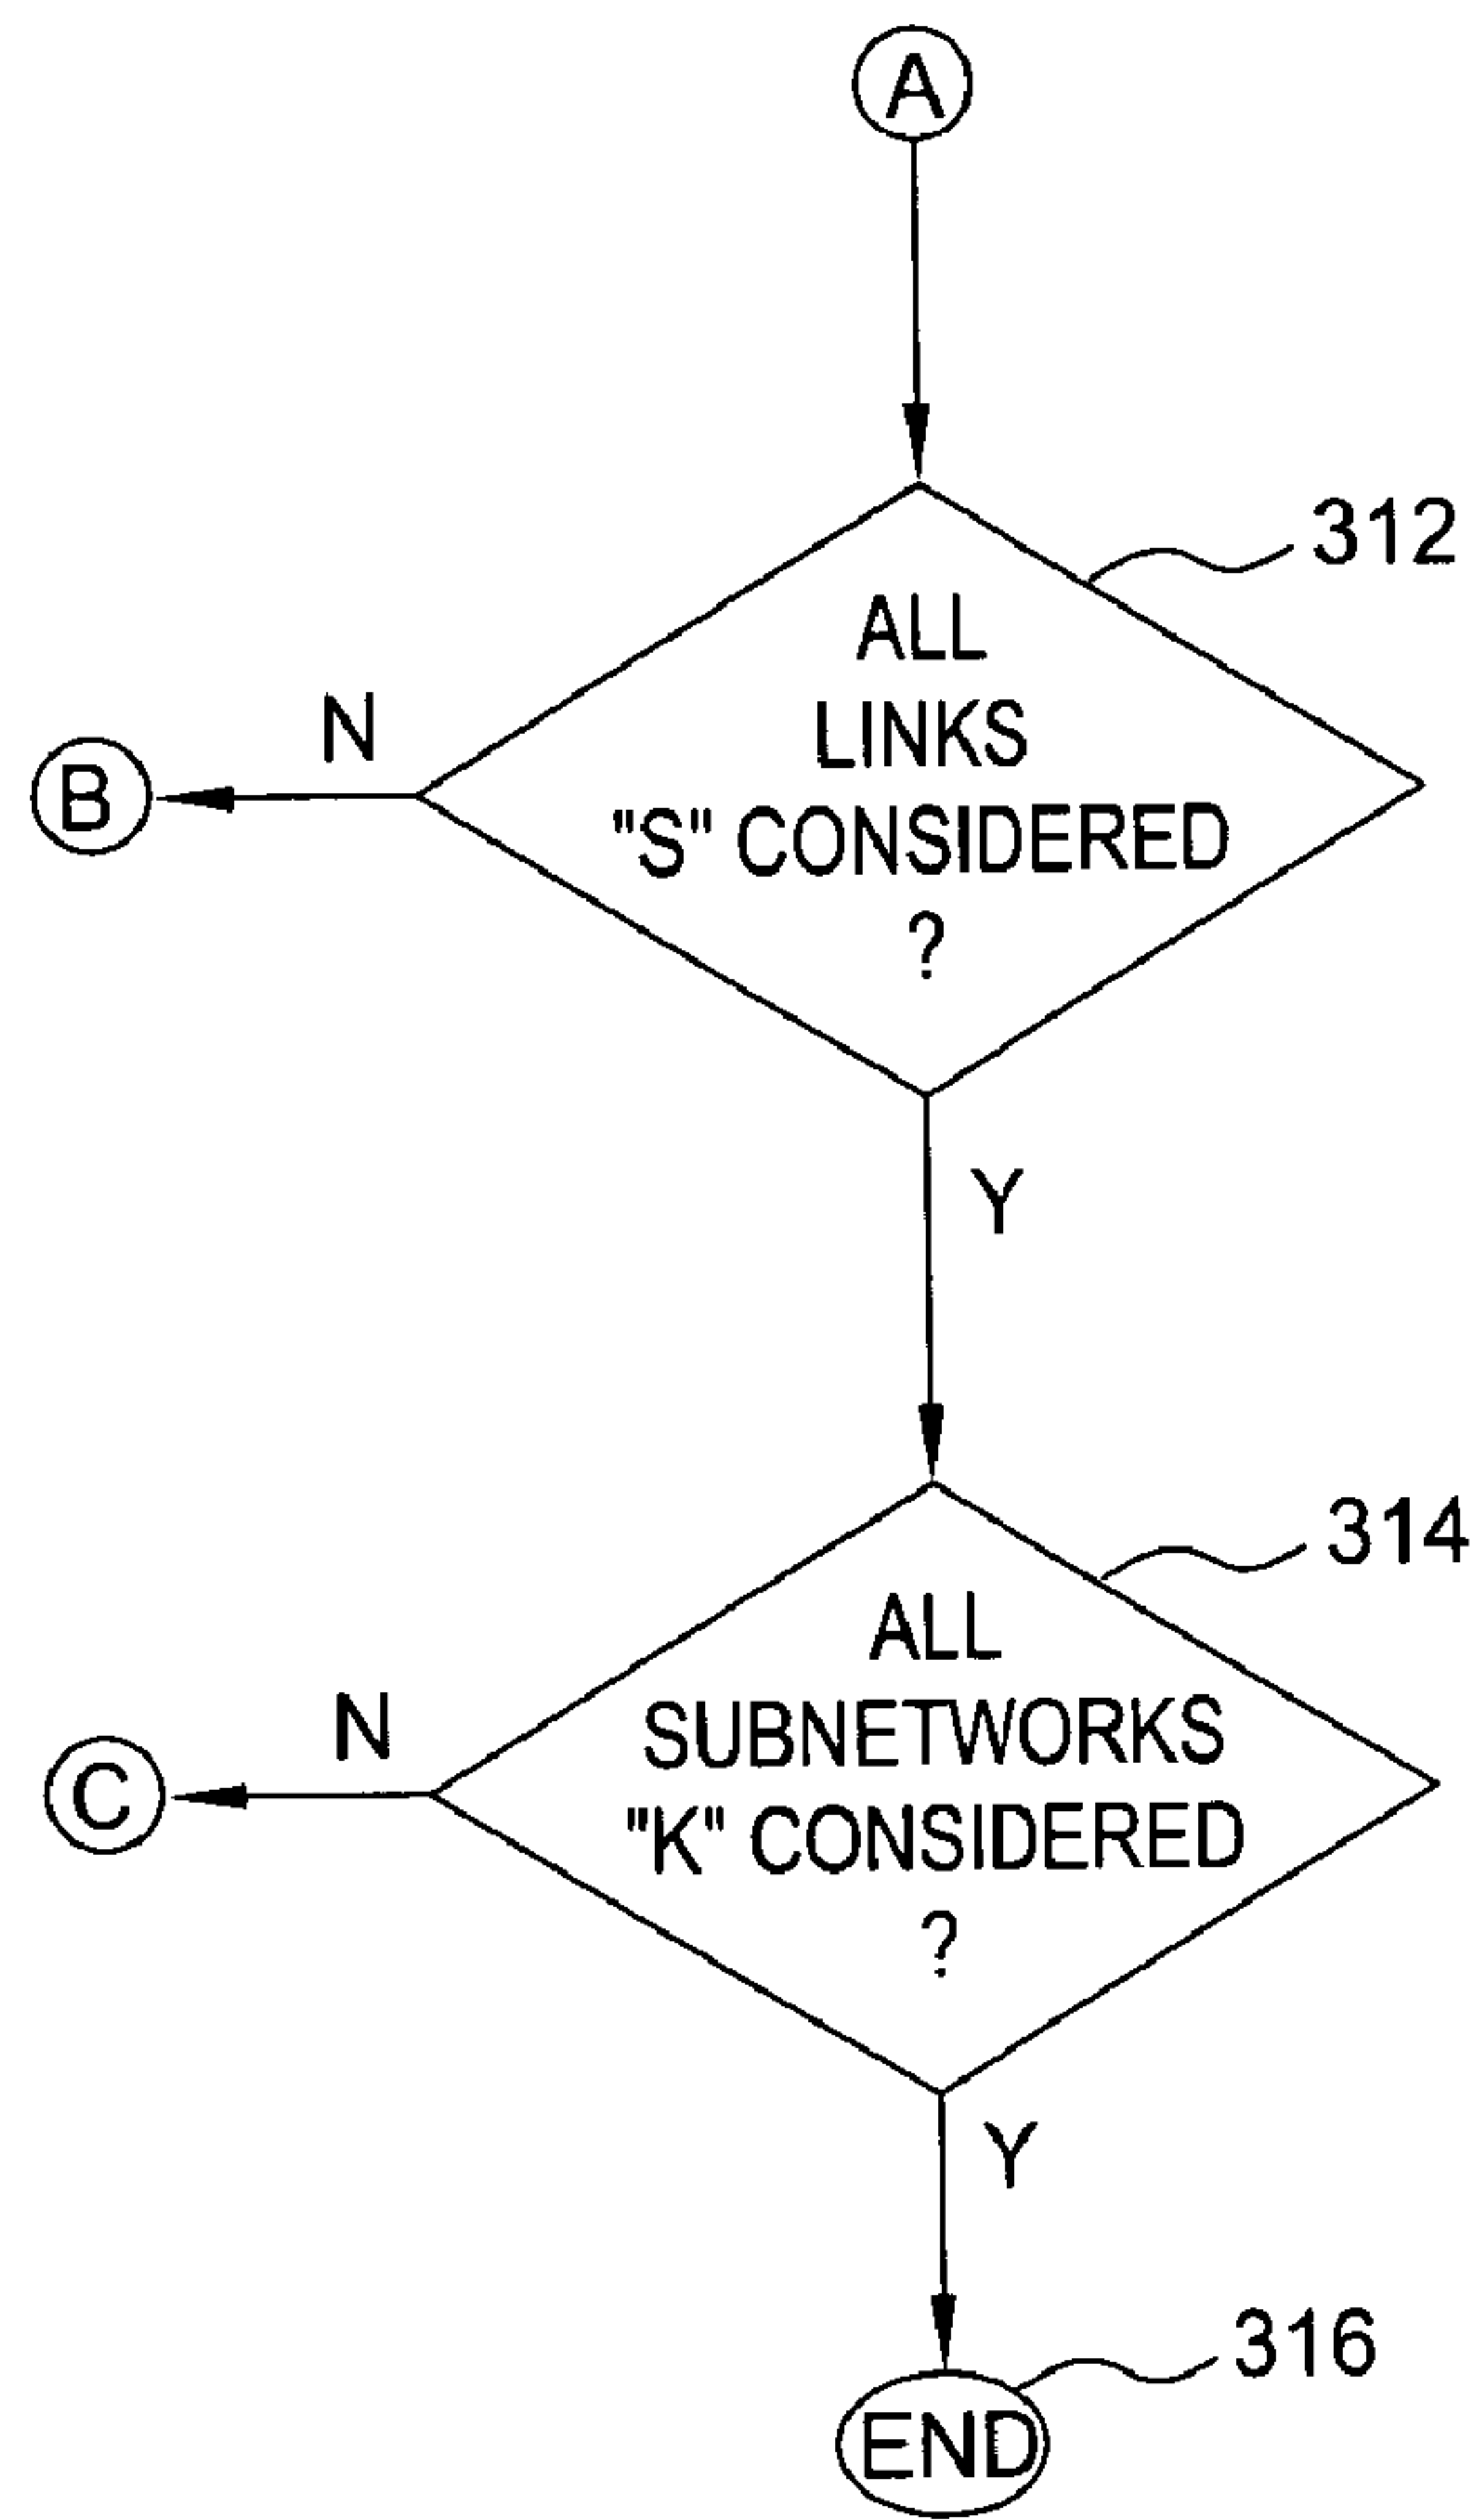 A
312
ALL
LINKS
"S" CONSIDERED
?
N
B
Y
314
ALL
SUBNETWORKS
"K" CONSIDERED
?
N
C
Y
316
END